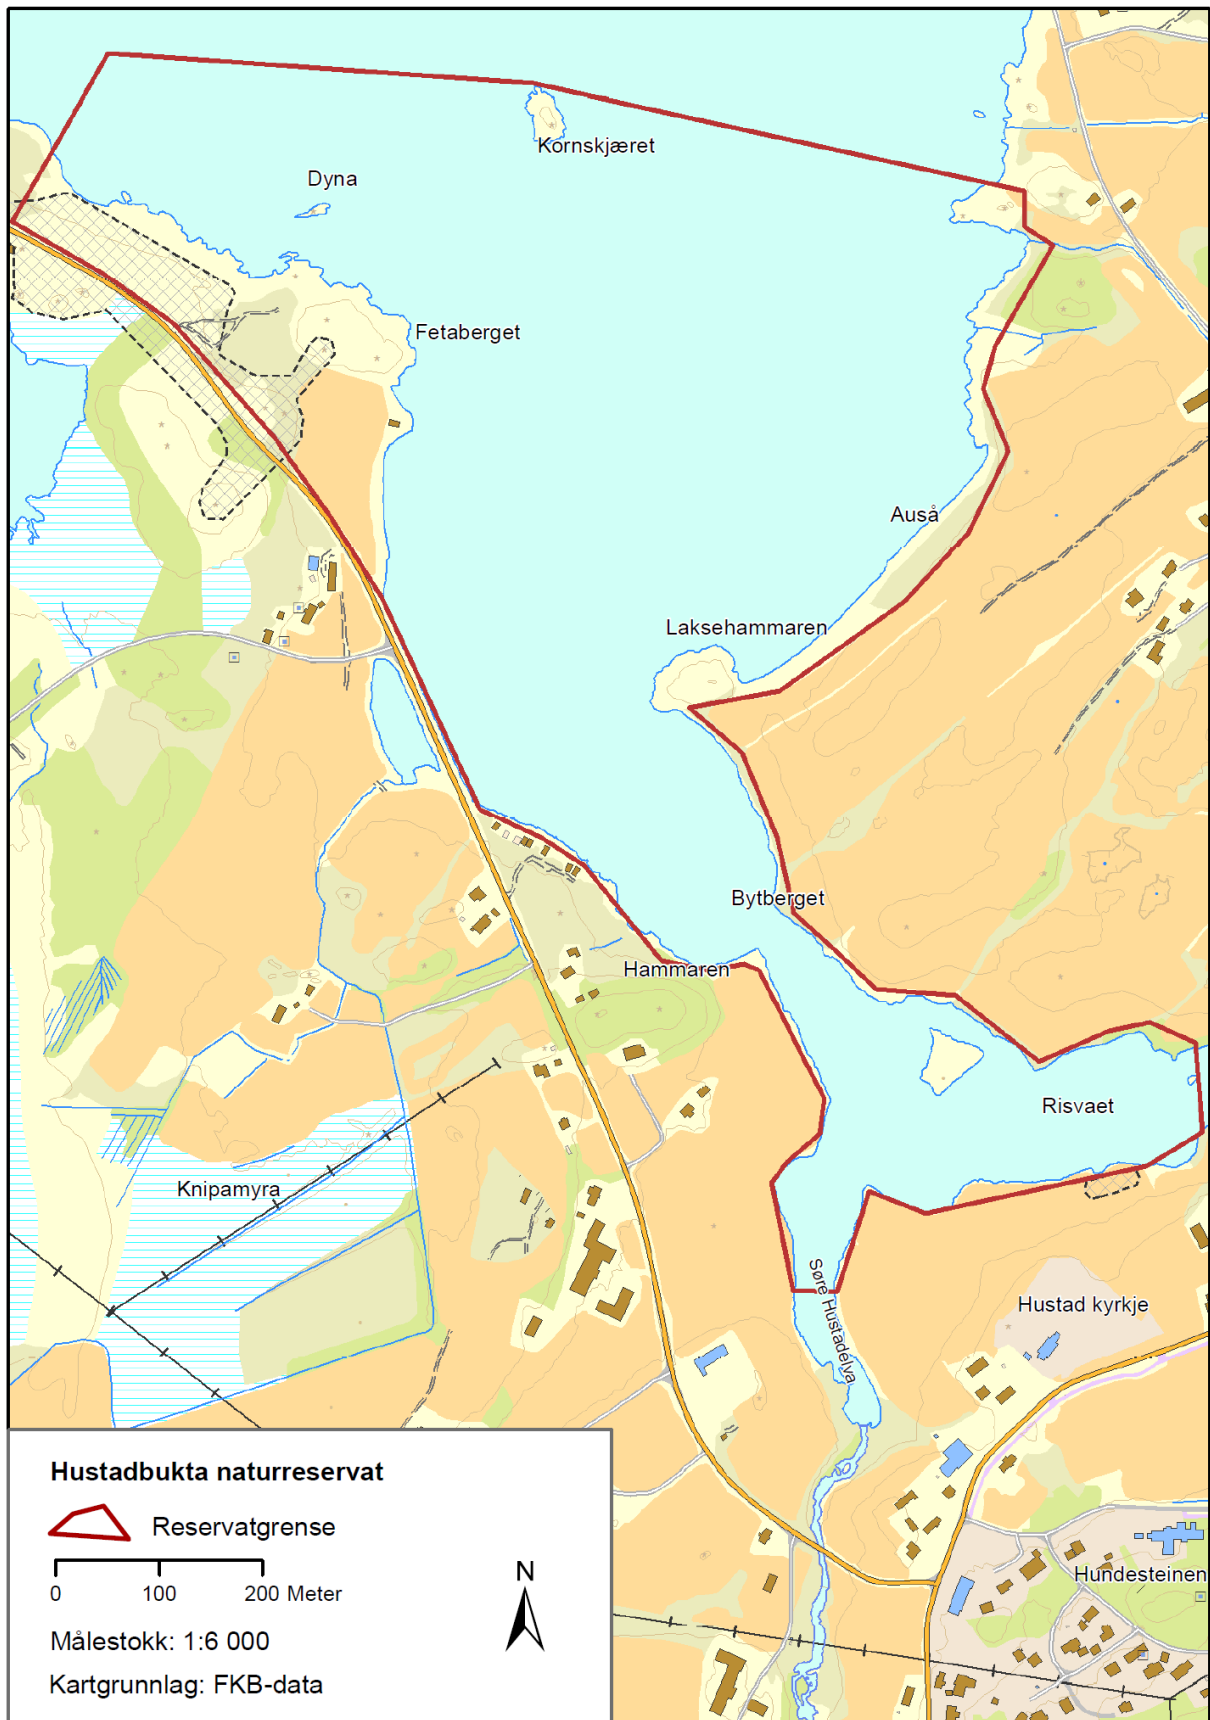 Kornskjæret
Dyna
Fetaberget
Auså
Laksehammaren
Bytberget
Hammaren
Risvaet
Knipamyra
Søre Hustadelva
Hustad kyrkje
Hustadbukta naturreservat
Reservatgrense
0 100 200 Meter
N
Målestokk: 1:6 000
Kartgrunnlag: FKB-data
Hundesteinen